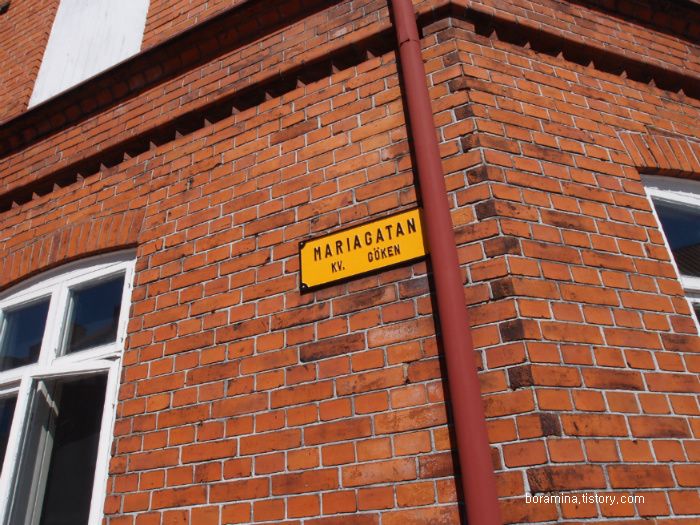 MARIAGATAN
KV. GÖKEN
boramina.tistory.com